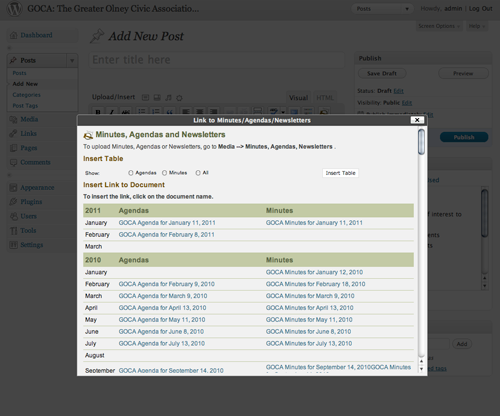 GOCA: The Greater Olney Civic Associatio...
Posts
Howdy, admin | Log Out
Screen Options
Help
Dashboard
Add New Post
Posts
Enter title here
Publish
Posts
Save Draft
Preview
Add New
Status: Draft Edit
Categories
Upload/Insert
Visual
HTML
Visibility: Public Edit
Post Tags
Media
Link to Minutes/Agendas/Newsletters
Links
Minutes, Agendas and Newsletters
Publish
Pages
To upload Minutes, Agendas or Newsletters, go to Media --> Minutes, Agendas, Newsletters .
Comments
Insert Table
Show: Agendas Minutes All Insert Table
Appearance
Insert Link to Document
Plugins
To insert the link, click on the document name.
Users
2011 Agendas Minutes
of interest to
Tools
January GOCA Agenda for January 11, 2011 GOCA Minutes for January 11, 2011
Settings
February GOCA Agenda for February 8, 2011
March
2010 Agendas Minutes
January GOCA Minutes for January 12, 2010
February GOCA Agenda for February 9, 2010 GOCA Minutes for February 16, 2010
March GOCA Agenda for March 9, 2010 GOCA Minutes for March 9, 2010
April GOCA Agenda for April 13, 2010 GOCA Minutes for April 13, 2010
May GOCA Agenda for May 11, 2010 GOCA Minutes for May 11, 2010
June GOCA Agenda for June 8, 2010 GOCA Minutes for June 8, 2010
July GOCA Agenda for July 13, 2010 GOCA Minutes for July 13, 2010
Add
August
September GOCA Agenda for September 14, 2010 GOCA Minutes for September 14, 2010GOCA Minutes